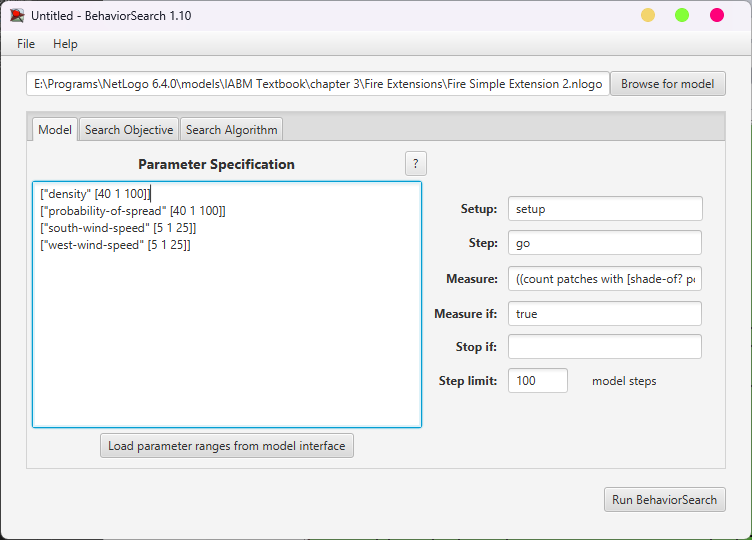 Untitled - BehaviorSearch 1.10
File Help
E:\Programs\NetLogo 6.4.0\models\IABM Textbook\chapter 3\Fire Extensions\Fire Simple Extension 2.nlogo Browse for model
Model Search Objective Search Algorithm
Parameter Specification ?
["density" [40 1 100]]
["probability-of-spread" [40 1 100]]
["south-wind-speed" [5 1 25]]
["west-wind-speed" [5 1 25]]
Setup: setup
Step: go
Measure: ((count patches with [shade-of? p
Measure if: true
Stop if:
Step limit: 100 model steps
Load parameter ranges from model interface
Run BehaviorSearch